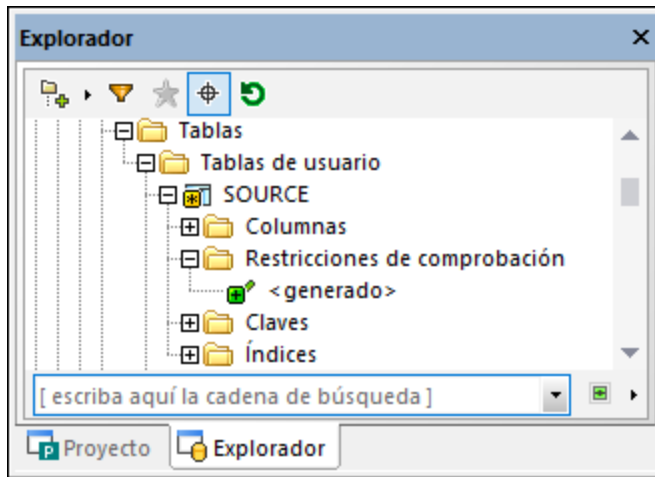 Explorador
Tablas
Tablas de usuario
SOURCE
Columnas
Restricciones de comprobación
<generado>
Claves
Índices
[ escriba aquí la cadena de búsqueda ]
Proyecto Explorador